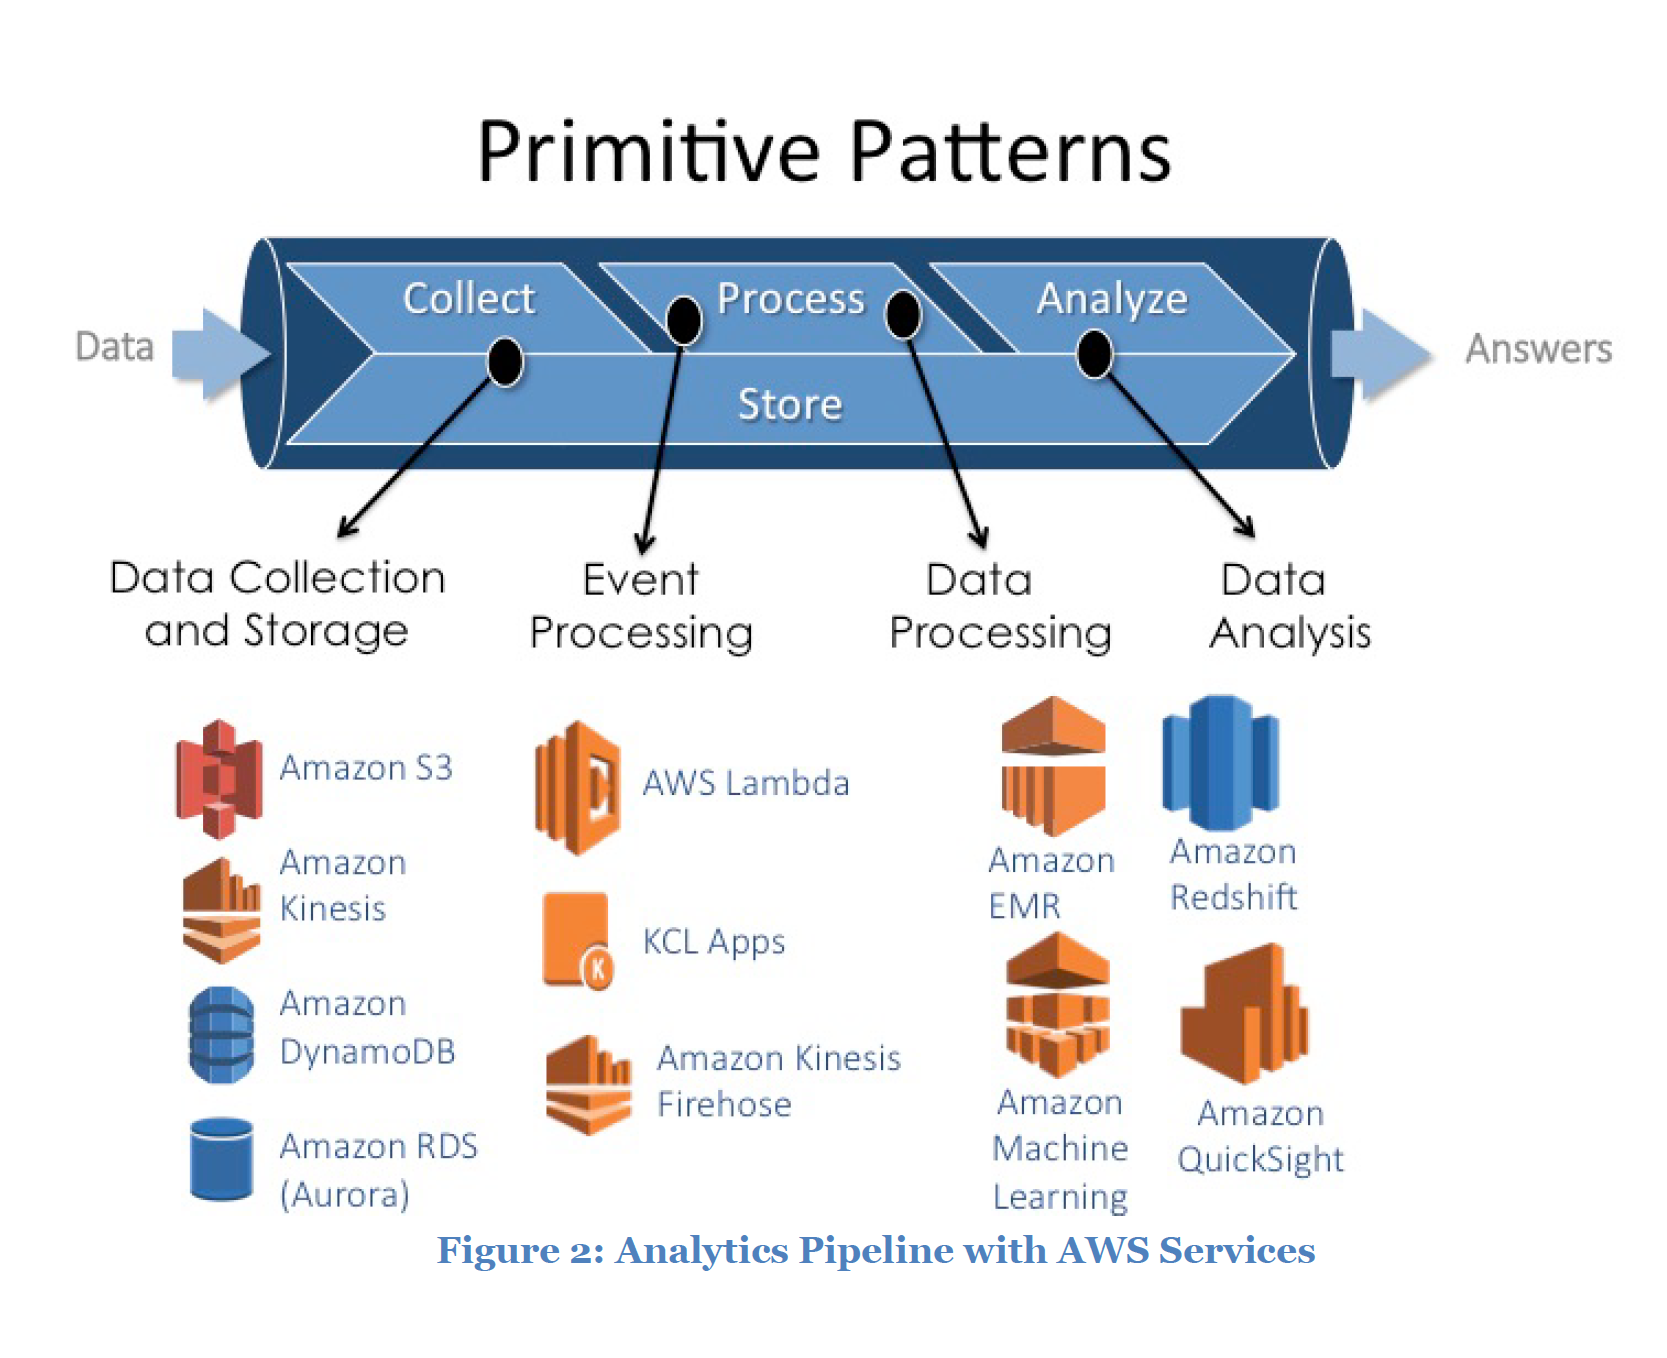 Primitive Patterns
Data
Collect
Process
Analyze
Store
Answers
Data Collection
and Storage
Event
Processing
Data
Processing
Data
Analysis
Amazon S3
Amazon
Kinesis
Amazon
DynamoDB
Amazon RDS
(Aurora)
AWS Lambda
KCL Apps
K
Amazon Kinesis
Firehose
Amazon
EMR
Amazon
Machine
Learning
Amazon
Redshift
Amazon
QuickSight
Figure 2: Analytics Pipeline with AWS Services